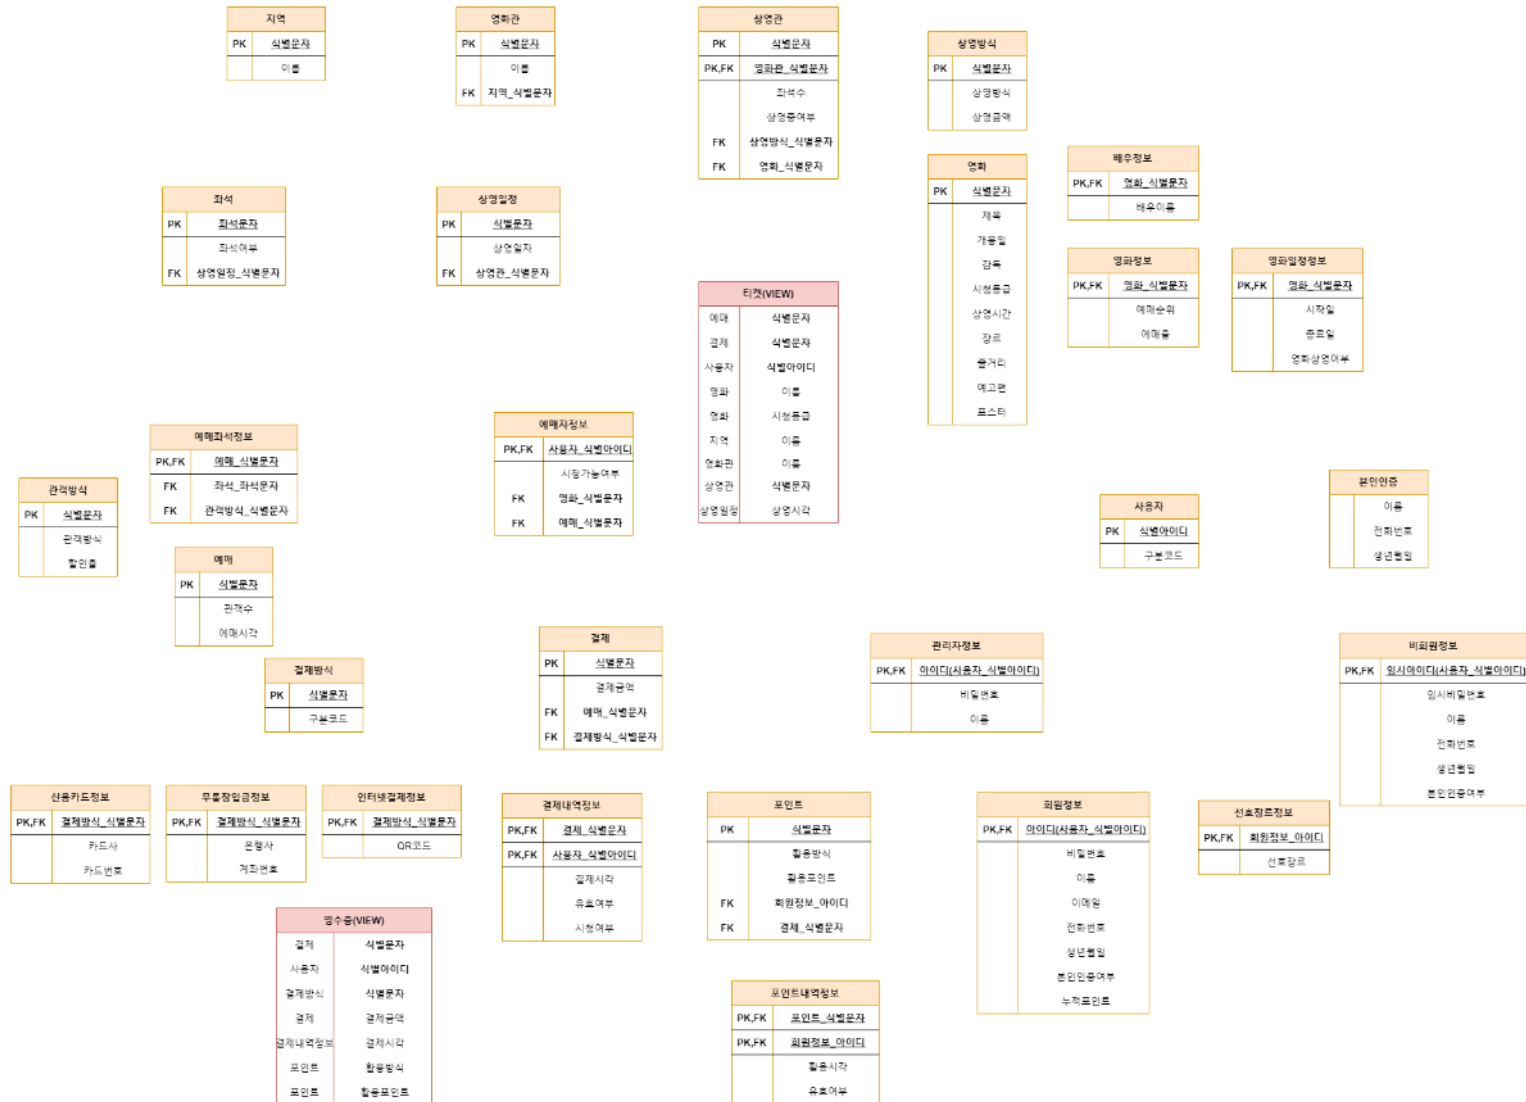 지역
PK 식별문자
이름
영화관
PK 식별문자
이름
FK 지역_식별문자
상영관
PK 식별문자
PK,FK 영화관_식별문자
좌석수
상영중여부
FK 상영방식_식별문자
FK 영화_식별문자
상영방식
PK 식별문자
상영방식
상영금액
영화
PK 식별문자
제목
개봉일
감독
시청등급
상영시간
장르
줄거리
예고편
포스터
배우정보
PK,FK 영화_식별문자
배우이름
영화정보
PK,FK 영화_식별문자
예매순위
예매율
영화일정정보
PK,FK 영화_식별문자
시작일
종료일
영화상영여부
좌석
PK 좌석문자
좌석여부
FK 상영일정_식별문자
상영일정
PK 식별문자
상영일자
FK 상영관_식별문자
티켓(VIEW)
예매 식별문자
결제 식별문자
사용자 식별아이디
영화 이름
영화 시청등급
지역 이름
영화관 이름
상영관 식별문자
상영일정 상영시각
예매좌석정보
PK,FK 예매_식별문자
FK 좌석_좌석문자
FK 관객방식_식별문자
예매자정보
PK,FK 사용자_식별아이디
시청가능여부
FK 영화_식별문자
FK 예매_식별문자
관객방식
PK 식별문자
관객방식
할인율
예매
PK 식별문자
관객수
예매시각
사용자
PK 식별아이디
구분코드
본인인증
이름
전화번호
생년월일
결제방식
PK 식별문자
구분코드
결제
PK 식별문자
결제금액
FK 예매_식별문자
FK 결제방식_식별문자
관리자정보
PK,FK 아이디(사용자_식별아이디)
비밀번호
이름
비회원정보
PK,FK 임시아이디(사용자_식별아이디)
임시비밀번호
이름
전화번호
생년월일
본인인증여부
신용카드정보
PK,FK 결제방식_식별문자
카드사
카드번호
무통장입금정보
PK,FK 결제방식_식별문자
은행사
계좌번호
인터넷결제정보
PK,FK 결제방식_식별문자
QR코드
결제내역정보
PK,FK 결제_식별문자
PK,FK 사용자_식별아이디
결제시각
유효여부
시청여부
포인트
PK 식별문자
활용방식
활용포인트
FK 회원정보_아이디
FK 결제_식별문자
회원정보
PK,FK 아이디(사용자_식별아이디)
비밀번호
이름
이메일
전화번호
생년월일
본인인증여부
누적포인트
선호장르정보
PK,FK 회원정보_아이디
선호장르
영수증(VIEW)
결제 식별문자
사용자 식별아이디
결제방식 식별문자
결제 결제금액
결제내역정보 결제시각
포인트 활용방식
포인트 활용포인트
포인트내역정보
PK,FK 포인트_식별문자
PK,FK 회원정보_아이디
활용시각
유효여부